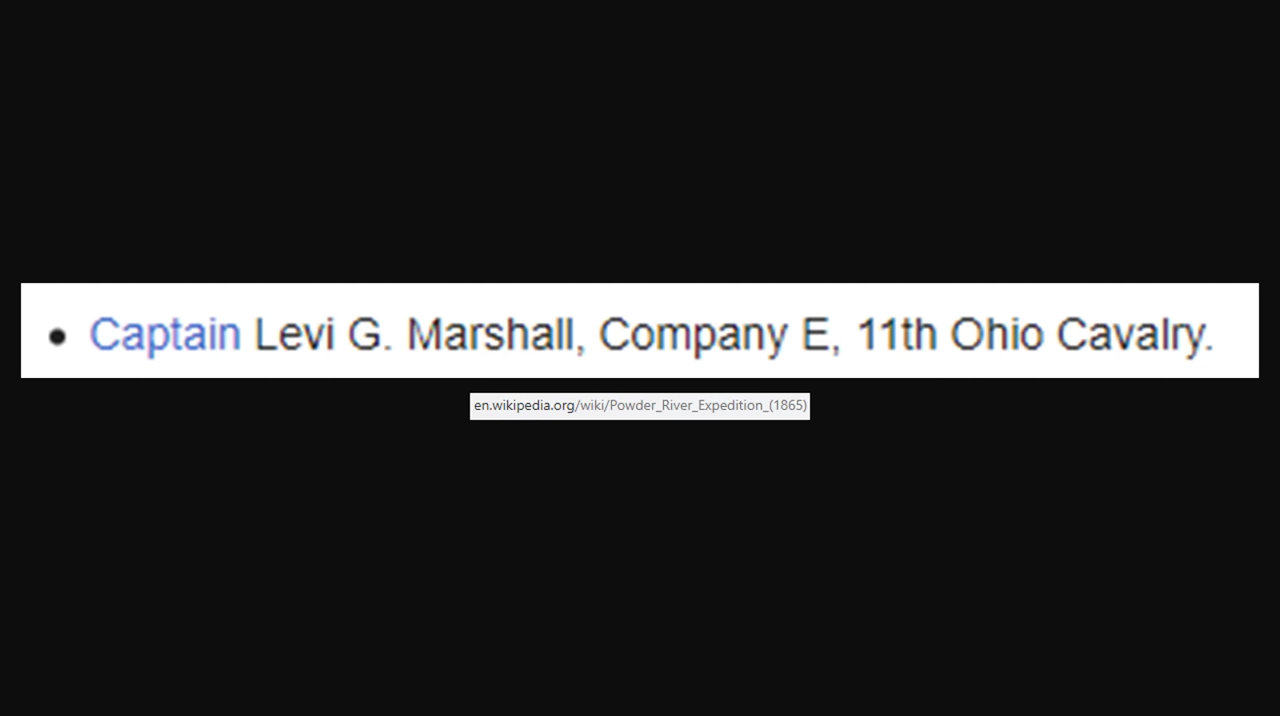 • Captain Levi G. Marshall, Company E, 11th Ohio Cavalry.
en.wikipedia.org/wiki/Powder_River_Expedition_(1865)